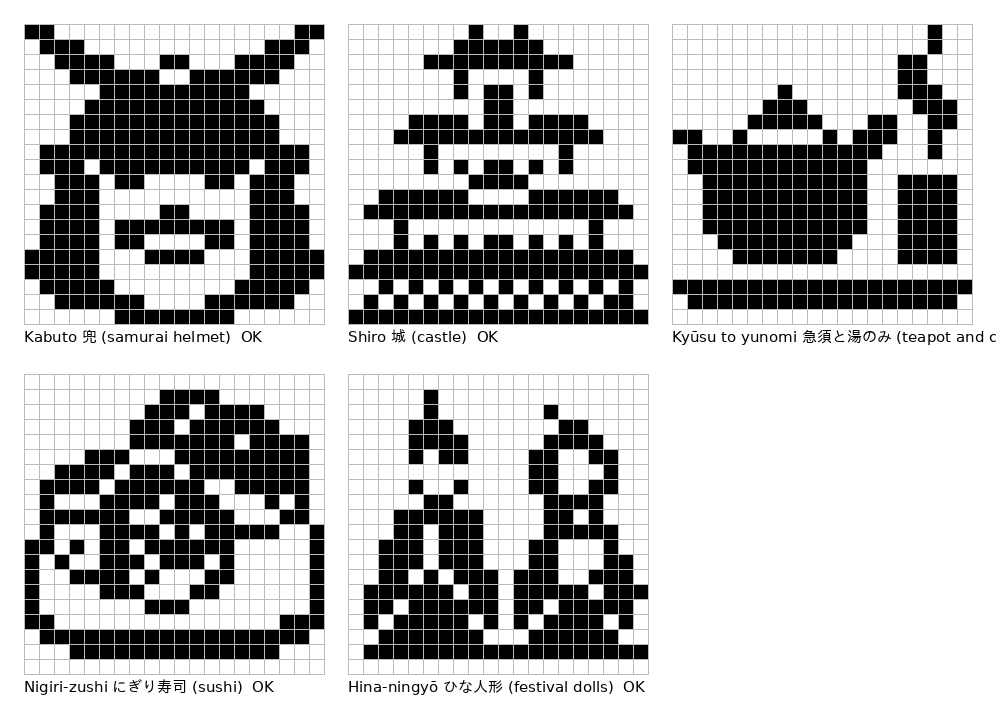 Kabuto 兜 (samurai helmet)  OK
Shiro 城 (castle)  OK
Kyūsu to yunomi 急須と湯のみ (teapot and c
Nigiri-zushi にぎり寿司 (sushi)  OK
Hina-ningyō ひな人形 (festival dolls)  OK